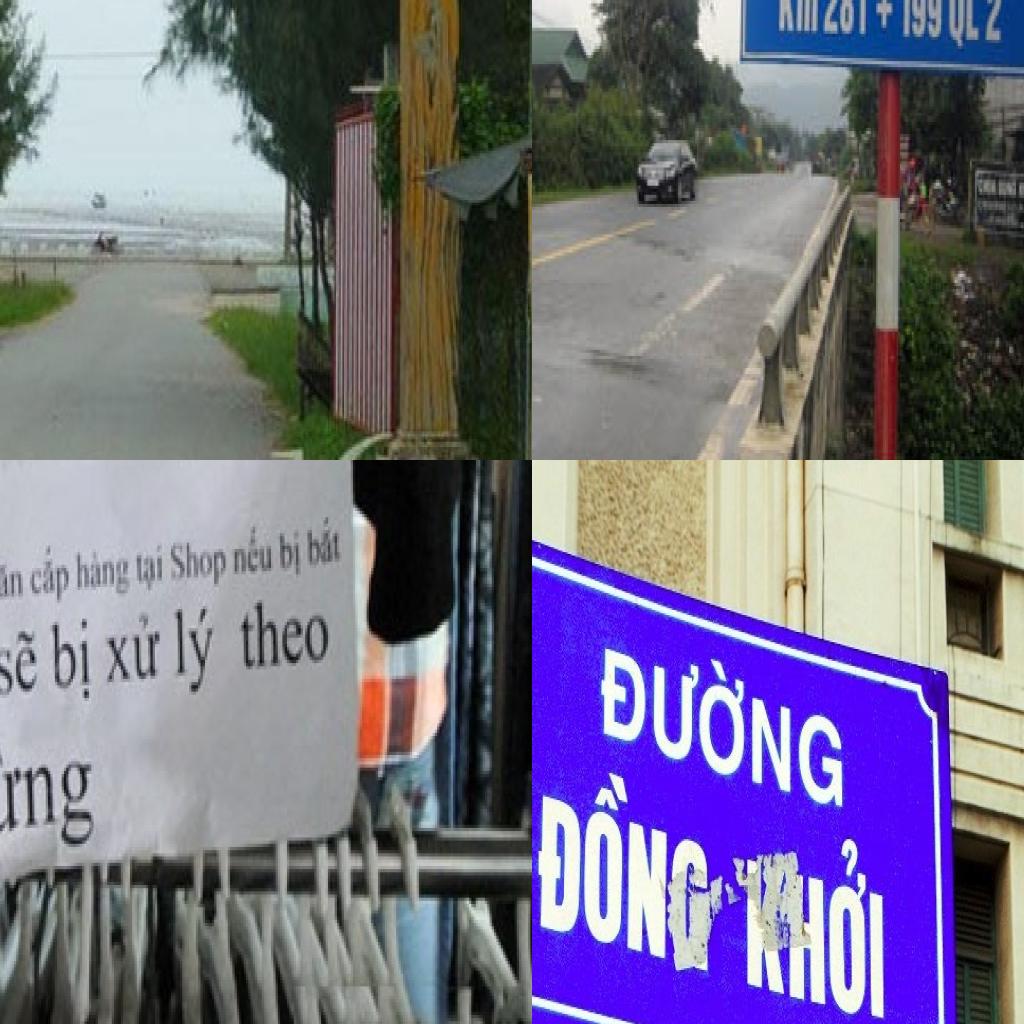 Km 281 + 199 QL 2
ăn cắp hàng tại Shop nếu bị bắt
sẽ bị xử lý theo
ưng
ĐƯỜNG
ĐỒNG KHỞI